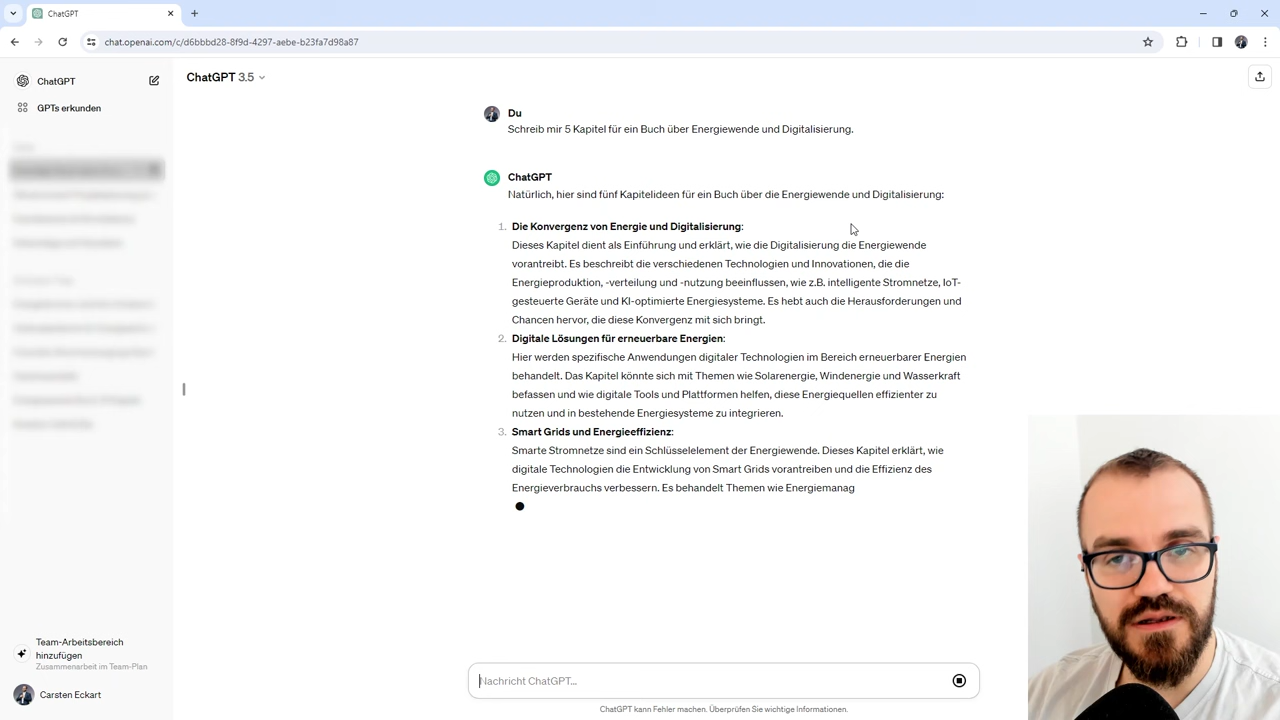 ChatGPT
chat.openai.com/c/d6bbbd28-8f9d-4297-aebe-b23fa7d98a87
ChatGPT
GPTs erkunden
ChatGPT 3.5
Du
Schreib mir 5 Kapitel für ein Buch über Energiewende und Digitalisierung.
ChatGPT
Natürlich, hier sind fünf Kapitelideen für ein Buch über die Energiewende und Digitalisierung:
1. Die Konvergenz von Energie und Digitalisierung:
Dieses Kapitel dient als Einführung und erklärt, wie die Digitalisierung die Energiewende
vorantreibt. Es beschreibt die verschiedenen Technologien und Innovationen, die die
Energieproduktion, -verteilung und -nutzung beeinflussen, wie z.B. intelligente Stromnetze, IoT-
gesteuerte Geräte und KI-optimierte Energiesysteme. Es hebt auch die Herausforderungen und
Chancen hervor, die diese Konvergenz mit sich bringt.
2. Digitale Lösungen für erneuerbare Energien:
Hier werden spezifische Anwendungen digitaler Technologien im Bereich erneuerbarer Energien
behandelt. Das Kapitel könnte sich mit Themen wie Solarenergie, Windenergie und Wasserkraft
befassen und wie digitale Tools und Plattformen helfen, diese Energiequellen effizienter zu
nutzen und in bestehende Energiesysteme zu integrieren.
3. Smart Grids und Energieeffizienz:
Smarte Stromnetze sind ein Schlüsselelement der Energiewende. Dieses Kapitel erklärt, wie
digitale Technologien die Entwicklung von Smart Grids vorantreiben und die Effizienz des
Energieverbrauchs verbessern. Es behandelt Themen wie Energiemanag
Team-Arbeitsbereich
hinzufügen
Zusammenarbeit im Team-Plan
Carsten Eckart
Nachricht ChatGPT...
ChatGPT kann Fehler machen. Überprüfen Sie wichtige Informationen.